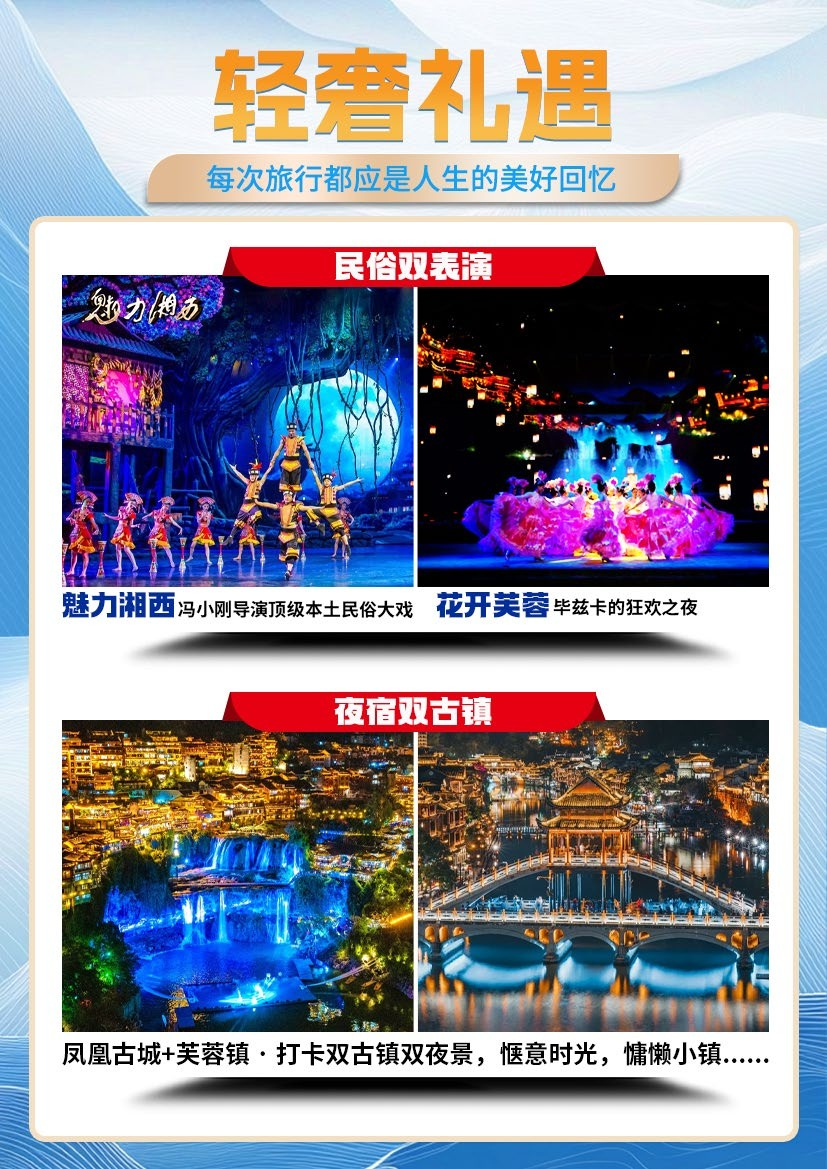 轻奢礼遇
每次旅行都应是人生的美好回忆
民俗双表演
魅力湘西
魅力湘西 冯小刚导演顶级本土民俗大戏
花开芙蓉 毕兹卡的狂欢之夜
夜宿双古镇
凤凰古城+芙蓉镇·打卡双古镇双夜景，惬意时光，慵懒小镇......